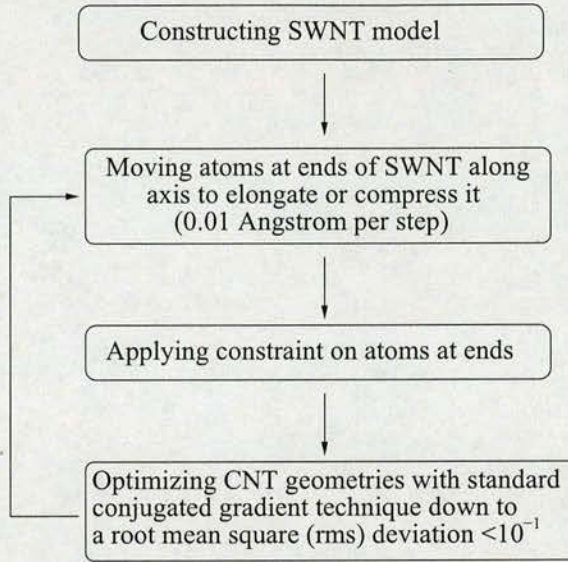 Constructing SWNT model
Moving atoms at ends of SWNT along
axis to elongate or compress it
(0.01 Angstrom per step)
Applying constraint on atoms at ends
Optimizing CNT geometries with standard
conjugated gradient technique down to
a root mean square (rms) deviation <10⁻¹